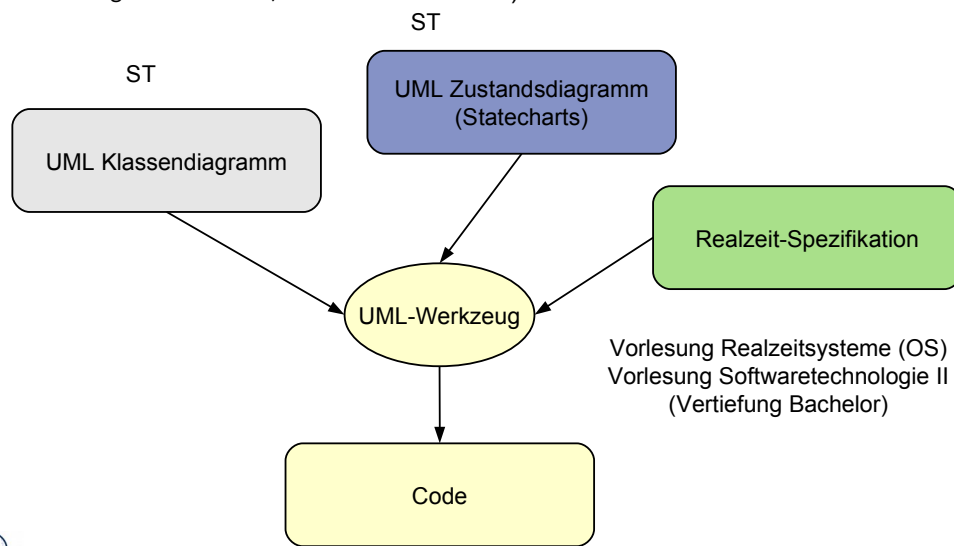 ST
ST
UML Zustandsdiagramm
(Statecharts)
UML Klassendiagramm
Realzeit-Spezifikation
UML-Werkzeug
Vorlesung Realzeitsysteme (OS)
Vorlesung Softwaretechnologie II
(Vertiefung Bachelor)
Code